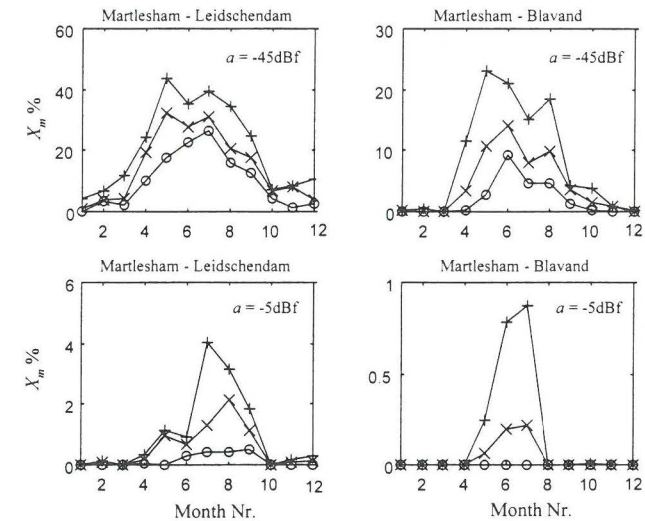 Martlesham - Leidschendam
Martlesham - Blavand
60
40
20
0
X_m %
a = -45dBf
2 4 6 8 10 12
30
20
10
0
a = -45dBf
2 4 6 8 10 12
Martlesham - Leidschendam
Martlesham - Blavand
6
4
2
0
X_m %
a = -5dBf
2 4 6 8 10 12
Month Nr.
1
0.5
0
a = -5dBf
2 4 6 8 10 12
Month Nr.